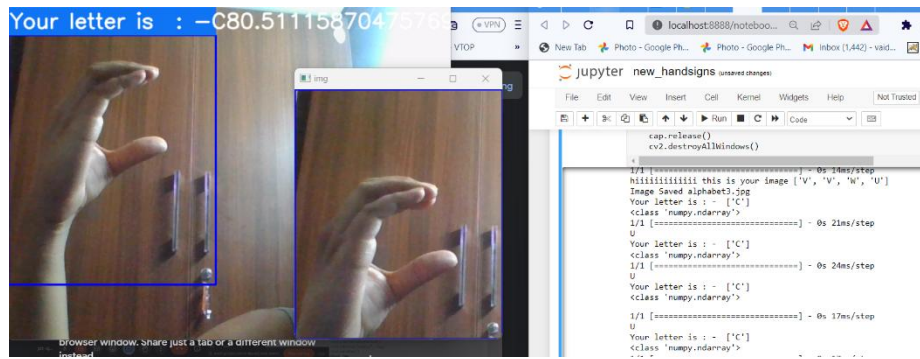 Your letter is : -C80.5111587047576
VPN
VTOP
»
img
ng
browser window. Share just a tab or a different window
instead
localhost:8888/noteboo...
New Tab
Photo - Google Ph...
Photo - Google Ph...
Inbox (1,442) - vaid...
jupyter new_handsigns (unsaved changes)
File Edit View Insert Cell Kernel Widgets Help
Not Trusted
Run
Code
cap.release()
cv2.destroyAllWindows()
1/1 [==============================] - 0s 14ms/step
hiiiiiiiiiiiii this is your image ['V', 'V', 'W', 'U']
Image Saved alphabet3.jpg
Your letter is : - ['C']
<class 'numpy.ndarray'>
1/1 [==============================] - 0s 21ms/step
U
Your letter is : - ['C']
<class 'numpy.ndarray'>
1/1 [==============================] - 0s 24ms/step
U
Your letter is : - ['C']
<class 'numpy.ndarray'>
1/1 [==============================] - 0s 17ms/step
U
Your letter is : - ['C']
<class 'numpy.ndarray'>